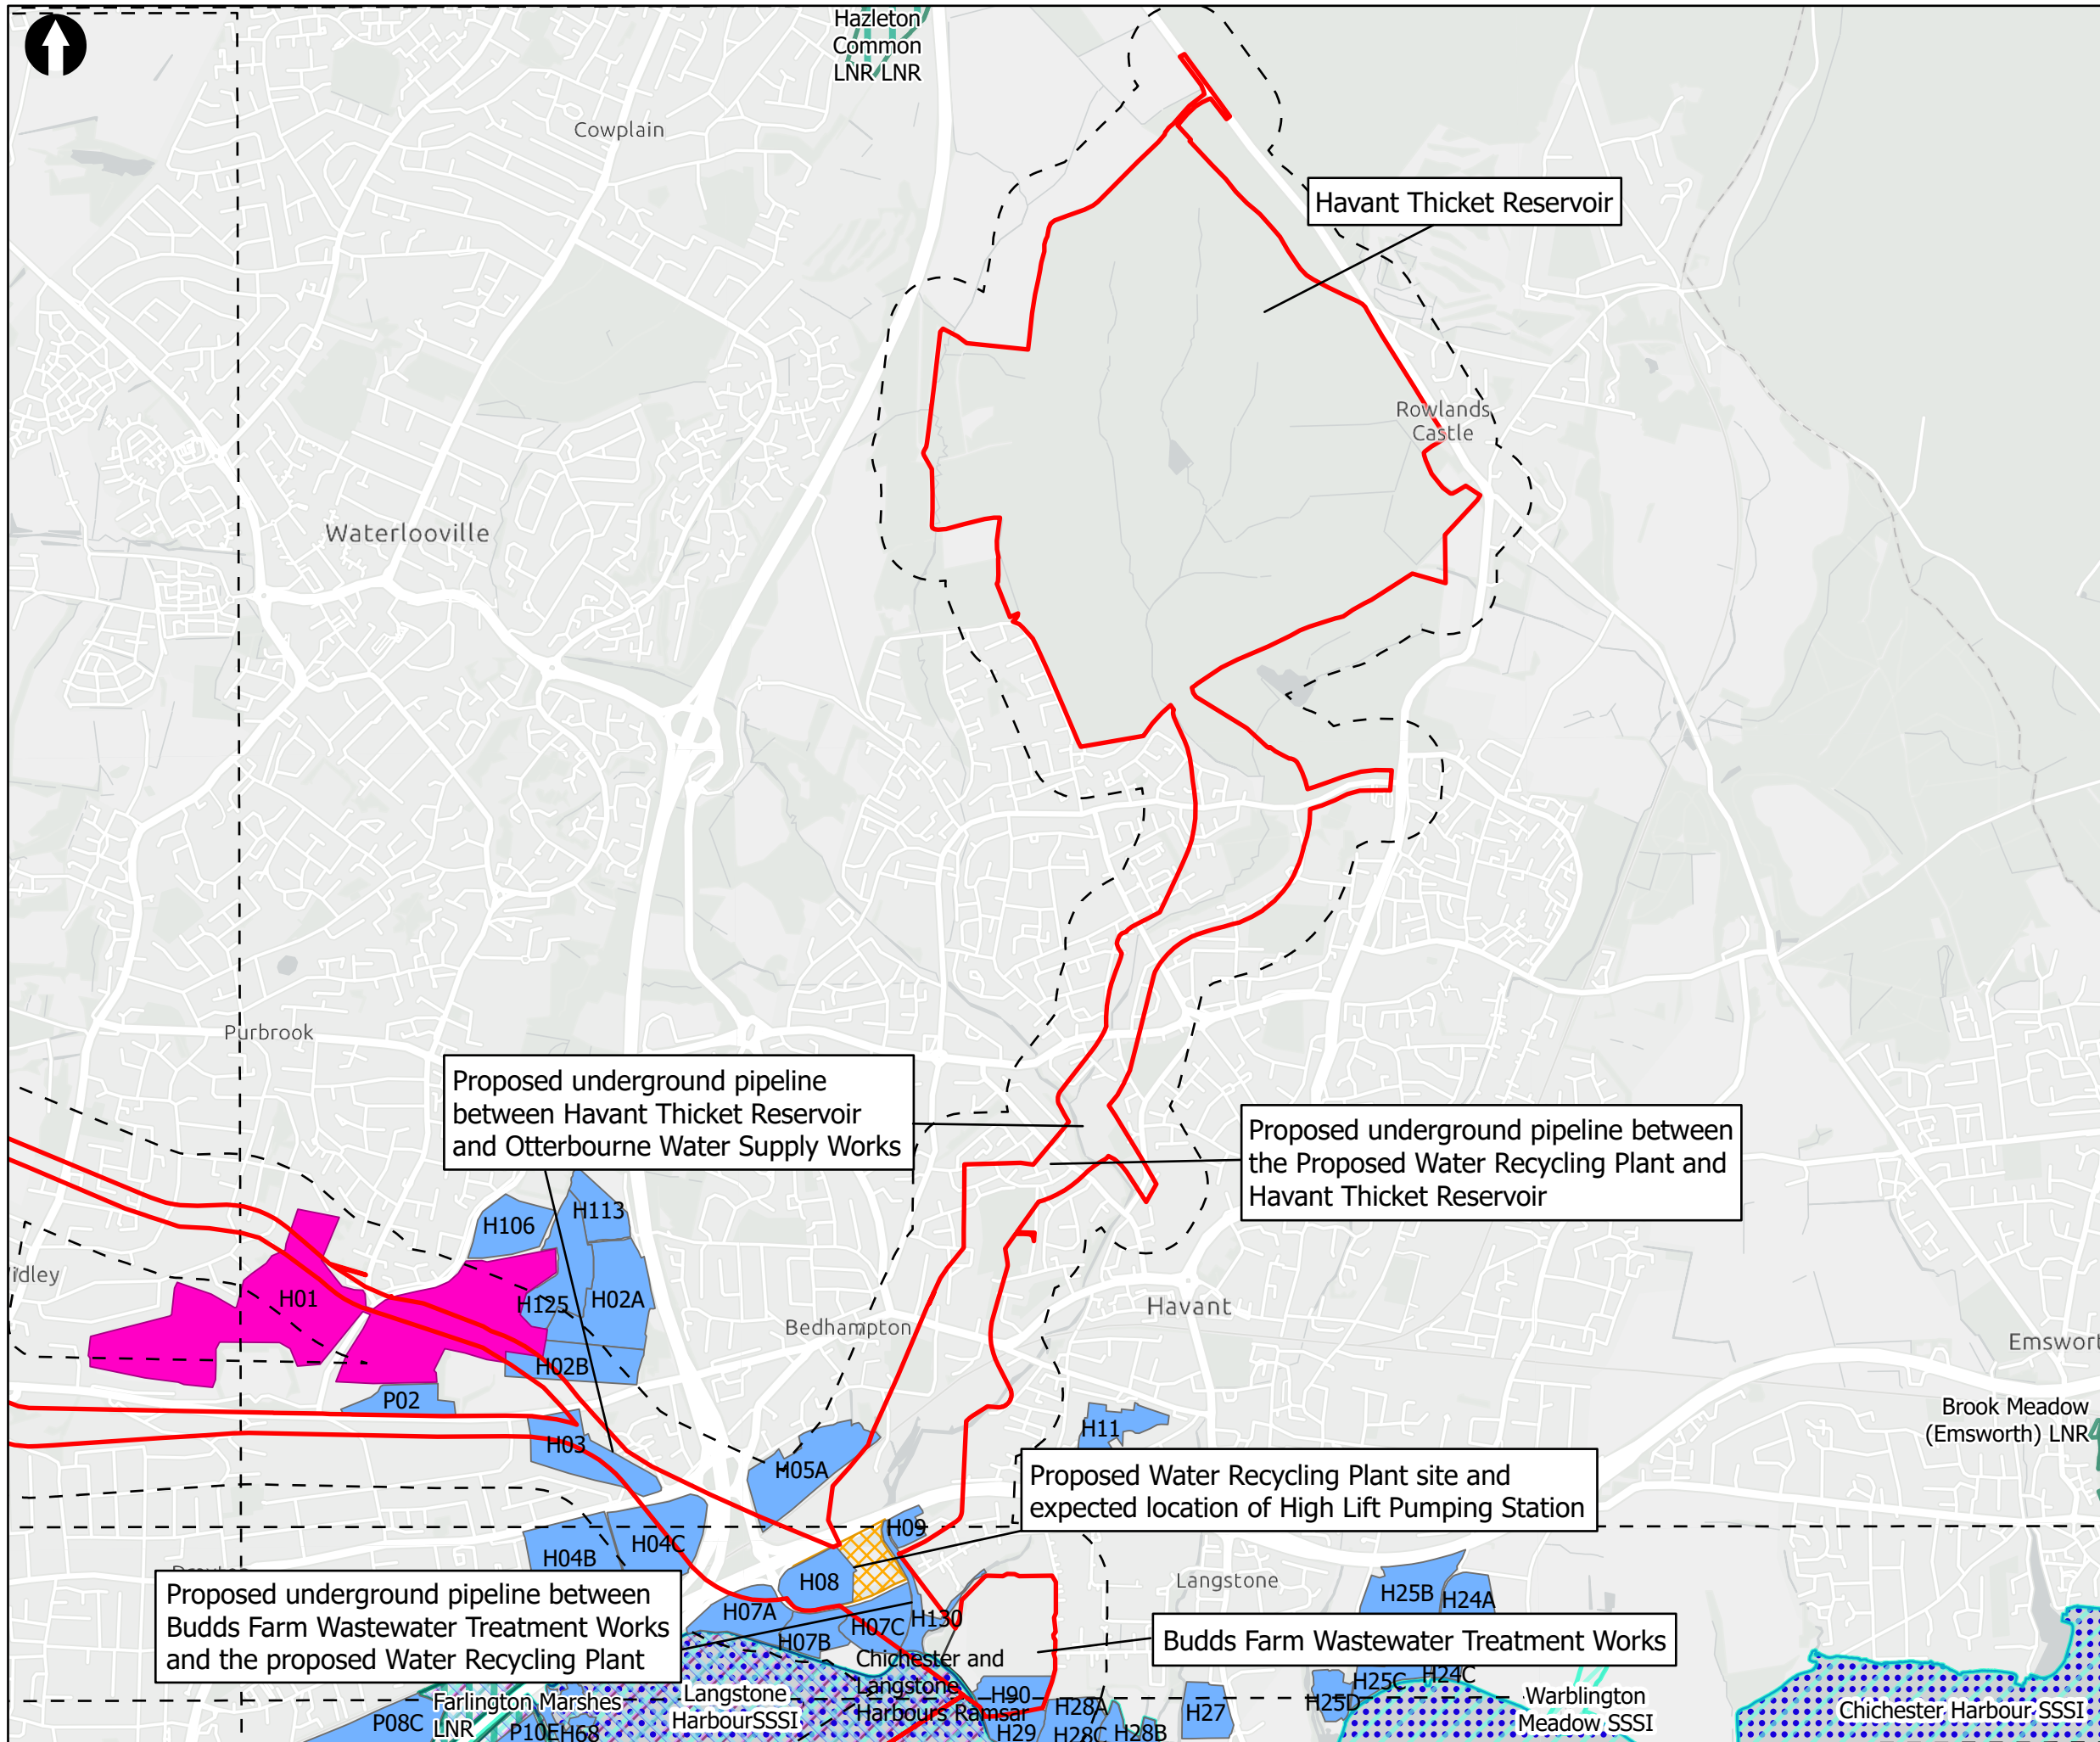 Hazleton
Common
LNR LNR
Cowplain
Havant Thicket Reservoir
Rowlands
Castle
Waterlooville
Purbrook
Proposed underground pipeline
between Havant Thicket Reservoir
and Otterbourne Water Supply Works
Proposed underground pipeline between
the Proposed Water Recycling Plant and
Havant Thicket Reservoir
H106
H113
idley
H01
H125
H02A
Havant
Bedhampton
Emswort
H02B
P02
Brook Meadow
(Emsworth) LNR
H03
H11
H05A
Proposed Water Recycling Plant site and
expected location of High Lift Pumping Station
H09
H04B
H04C
H08
Langstone
H25B
H24A
Proposed underground pipeline between
Budds Farm Wastewater Treatment Works
and the proposed Water Recycling Plant
H07A
H07B
H07C
H130
Budds Farm Wastewater Treatment Works
Chichester and
Langstone
Harbours Ramsar
H25C
H24C
H25D
Farlington Marshes
LNR
Langstone
HarbourSSSI
H90
H28A
H27
Warblington
Meadow SSSI
Chichester Harbour SSSI
P08C
P10E
H68
H29
H28C
H28B